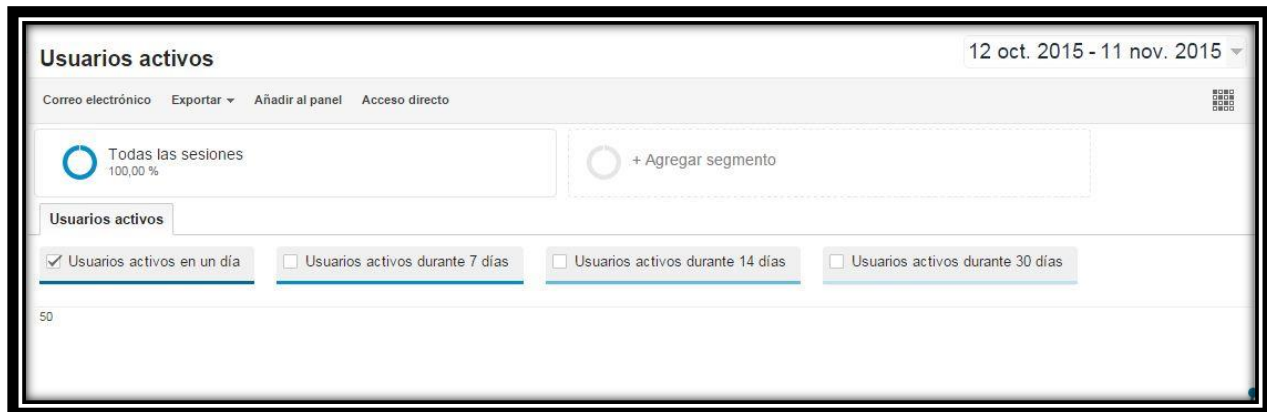 Usuarios activos
12 oct. 2015 - 11 nov. 2015
Correo electrónico Exportar Añadir al panel Acceso directo
Todas las sesiones
100,00 %
+ Agregar segmento
Usuarios activos
Usuarios activos en un día Usuarios activos durante 7 días Usuarios activos durante 14 días Usuarios activos durante 30 días
50